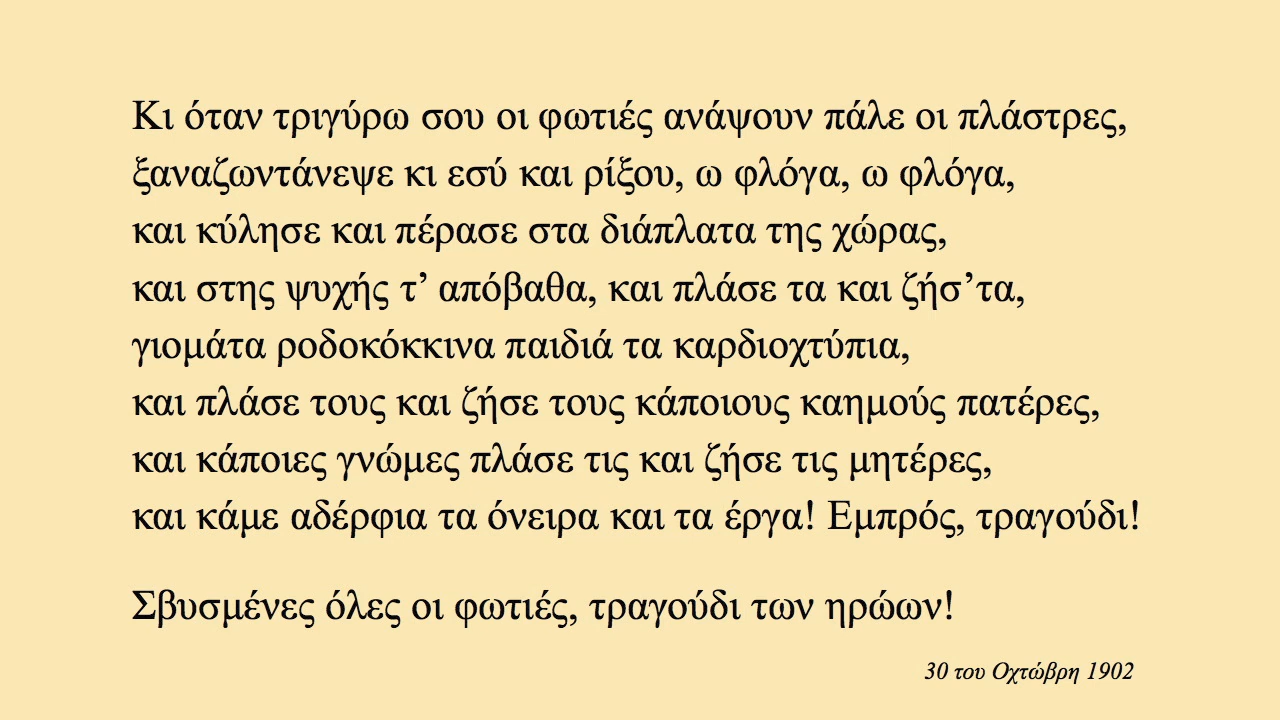 Κι όταν τριγύρω σου οι φωτιές ανάψουν πάλε οι πλάστρες,
ξαναζωντάνεψε κι εσύ και ρίξου, ω φλόγα, ω φλόγα,
και κύλησε και πέρασε στα διάπλατα της χώρας,
και στης ψυχής τ’ απόβαθα, και πλάσε τα και ζήσ’τα,
γιομάτα ροδοκόκκινα παιδιά τα καρδιοχτύπια,
και πλάσε τους και ζήσε τους κάποιους καημούς πατέρες,
και κάποιες γνώμες πλάσε τις και ζήσε τις μητέρες,
και κάμε αδέρφια τα όνειρα και τα έργα! Εμπρός, τραγούδι!
Σβυσμένες όλες οι φωτιές, τραγούδι των ηρώων!
30 του Οχτώβρη 1902